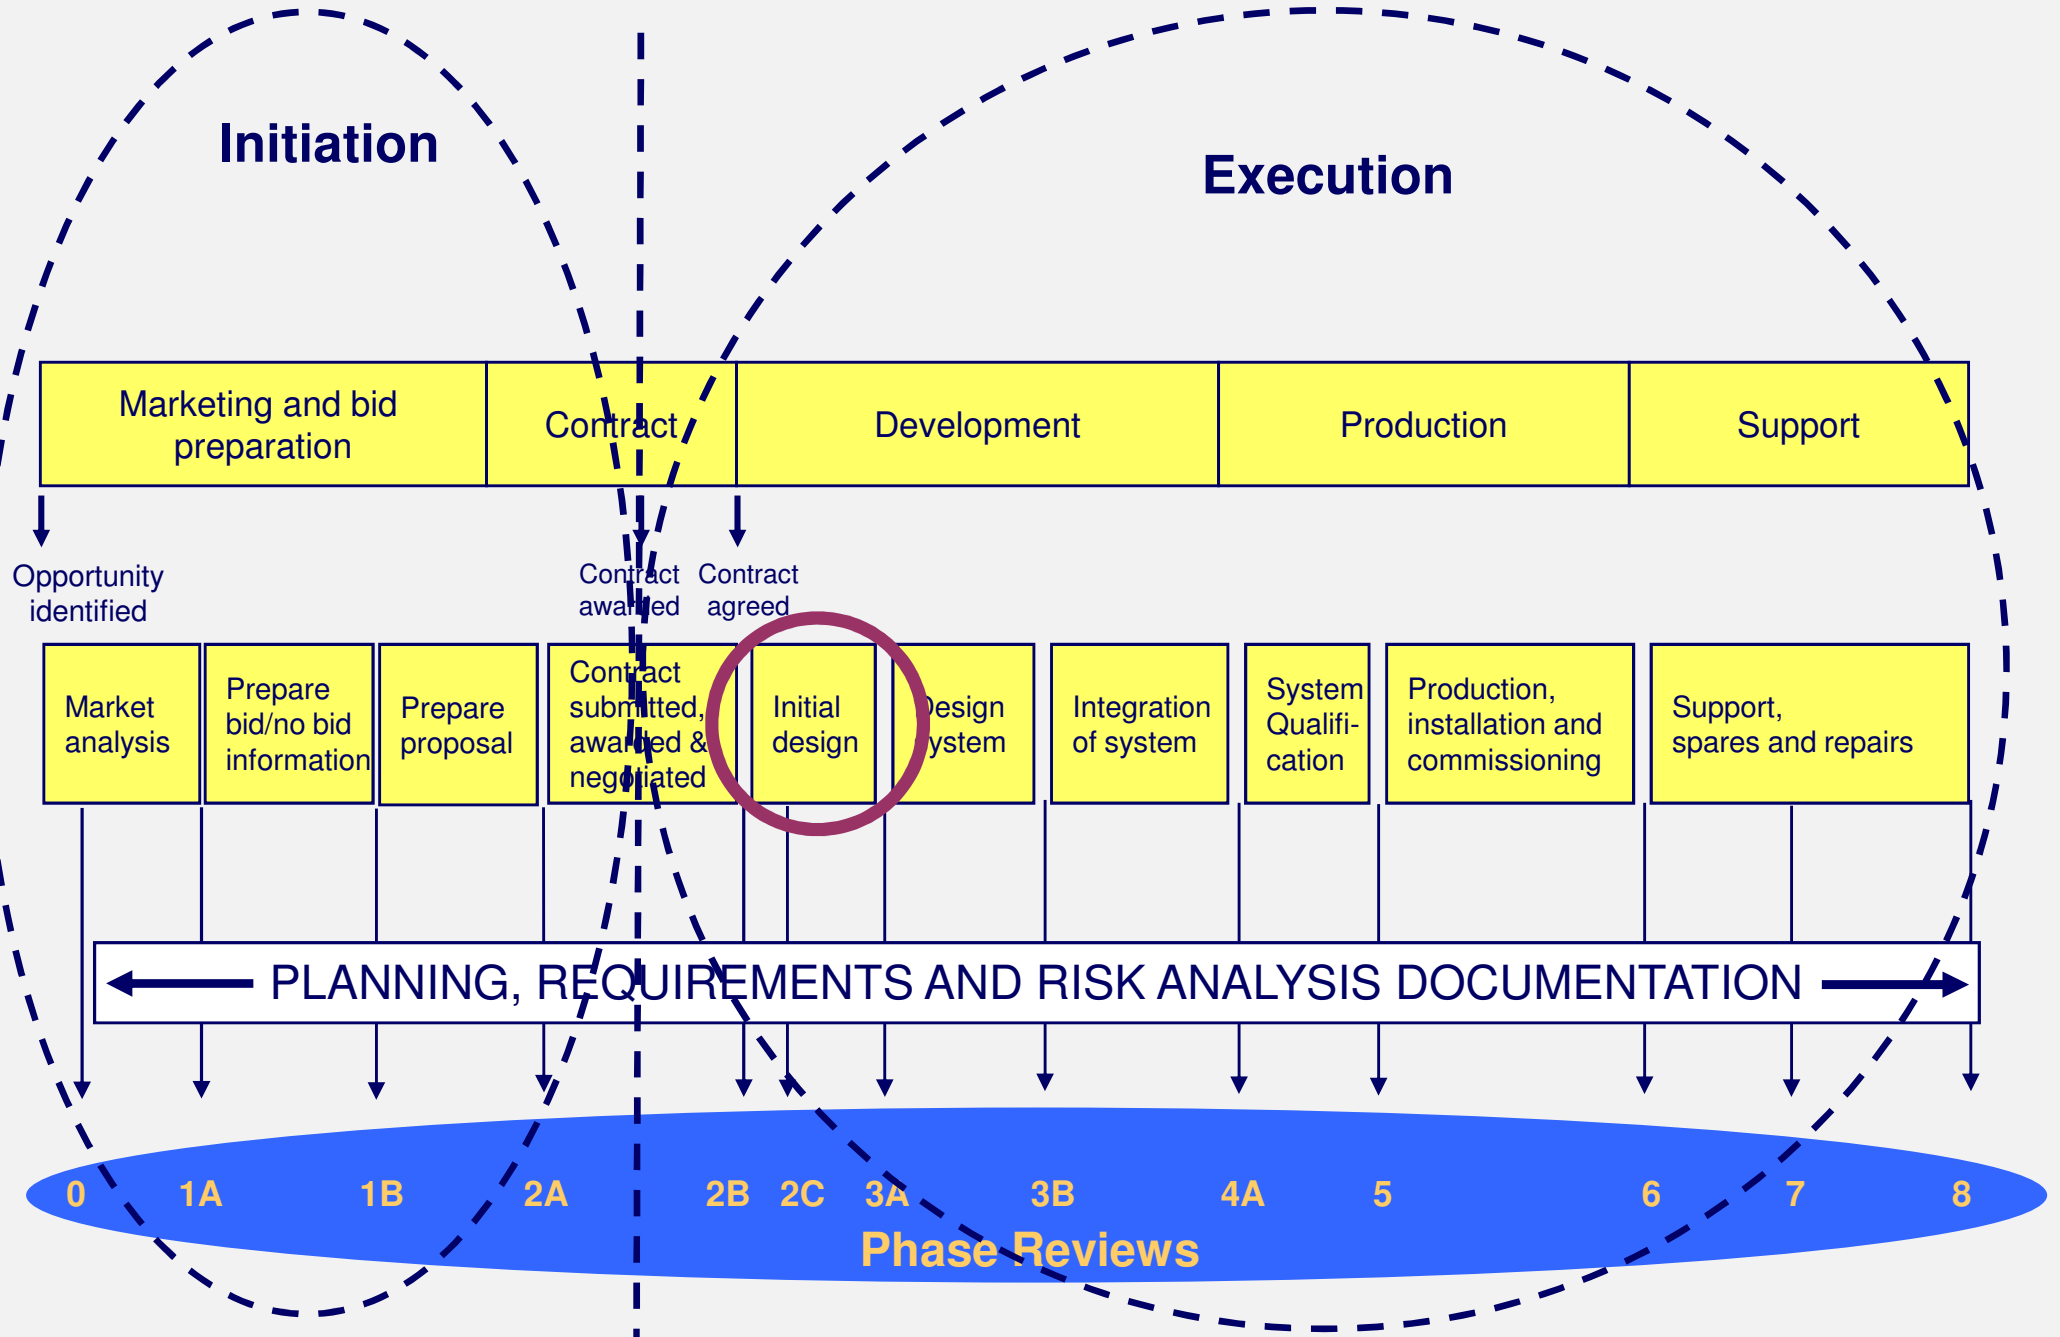 Initiation
Execution
Marketing and bid
preparation
Contract
Development
Production
Support
Opportunity
identified
Contract
awarded
Contract
agreed
Market
analysis
Prepare
bid/no bid
information
Prepare
proposal
Contract
submitted,
awarded &
negotiated
Initial
design
Design
system
Integration
of system
System
Qualifi-
cation
Production,
installation and
commissioning
Support,
spares and repairs
PLANNING, REQUIREMENTS AND RISK ANALYSIS DOCUMENTATION
0 1A 1B 2A 2B 2C 3A 3B 4A 5 6 7 8
Phase Reviews